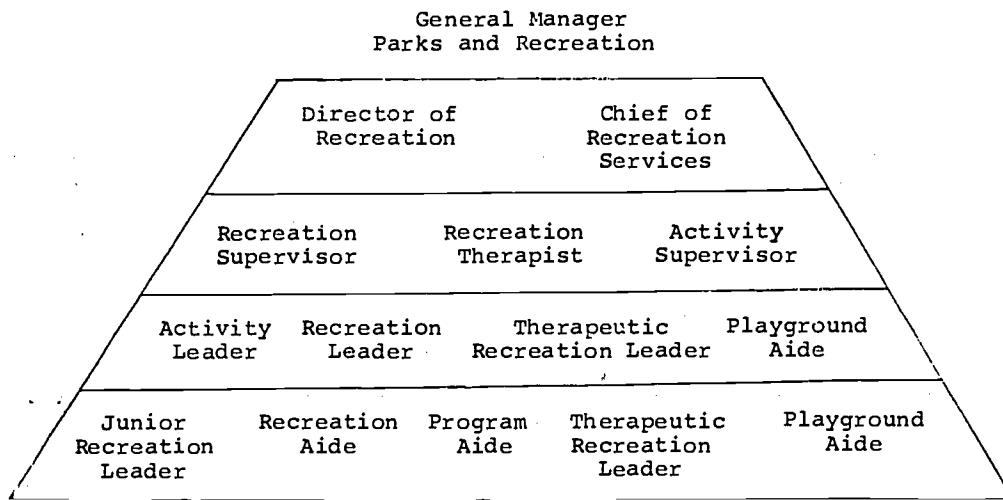 General Manager
Parks and Recreation
Director of Recreation
Chief of Recreation Services
Recreation Supervisor
Recreation Therapist
Activity Supervisor
Activity Leader
Recreation Leader
Therapeutic Recreation Leader
Playground Aide
Junior Recreation Leader
Recreation Aide
Program Aide
Therapeutic Recreation Leader
Playground Aide